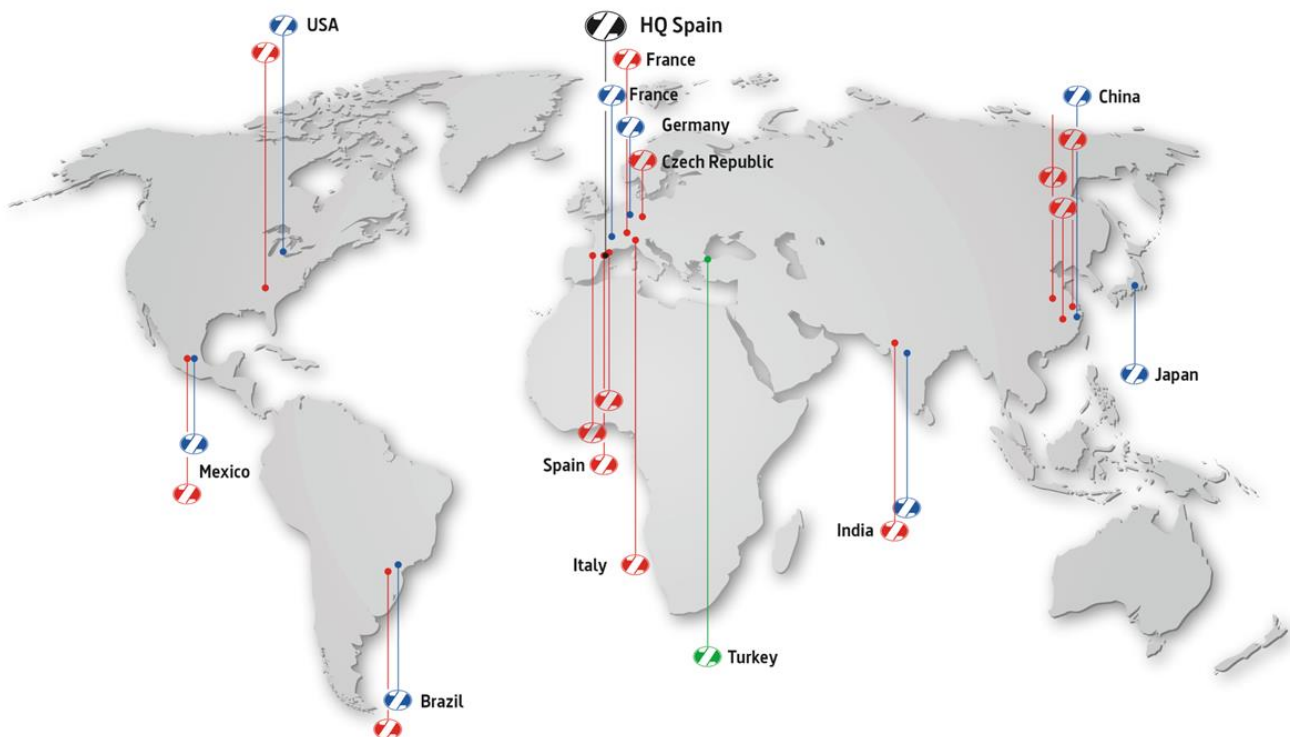 USA
HQ Spain
France
France
China
Germany
Czech Republic
Japan
Mexico
Spain
India
Italy
Turkey
Brazil